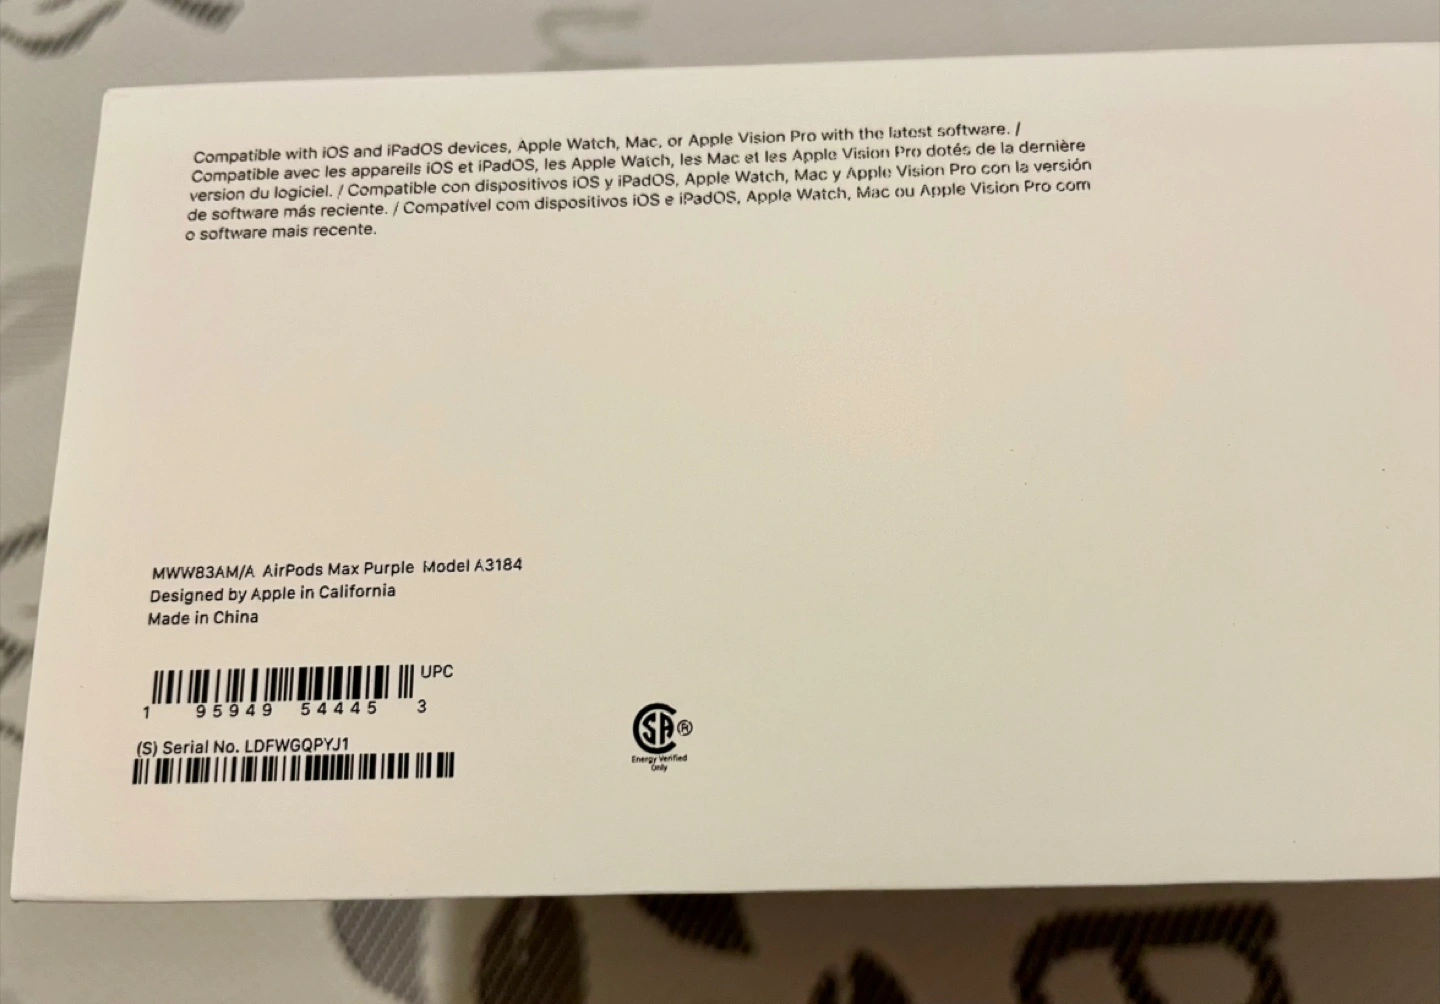 Compatible with iOS and iPadOS devices, Apple Watch, Mac, or Apple Vision Pro with the latest software. /
Compatible avec les appareils iOS et iPadOS, les Apple Watch, les Mac et les Apple Vision Pro dotés de la dernière
version du logiciel. / Compatible con dispositivos iOS y iPadOS, Apple Watch, Mac y Apple Vision Pro con la versión
de software más reciente. / Compatível com dispositivos iOS e iPadOS, Apple Watch, Mac ou Apple Vision Pro com
o software mais recente.
MWW83AM/A AirPods Max Purple Model A3184
Designed by Apple in California
Made in China
UPC
1 95949 54445 3
(S) Serial No. LDFWGQPYJ1
SA®
Energy Verified
Only